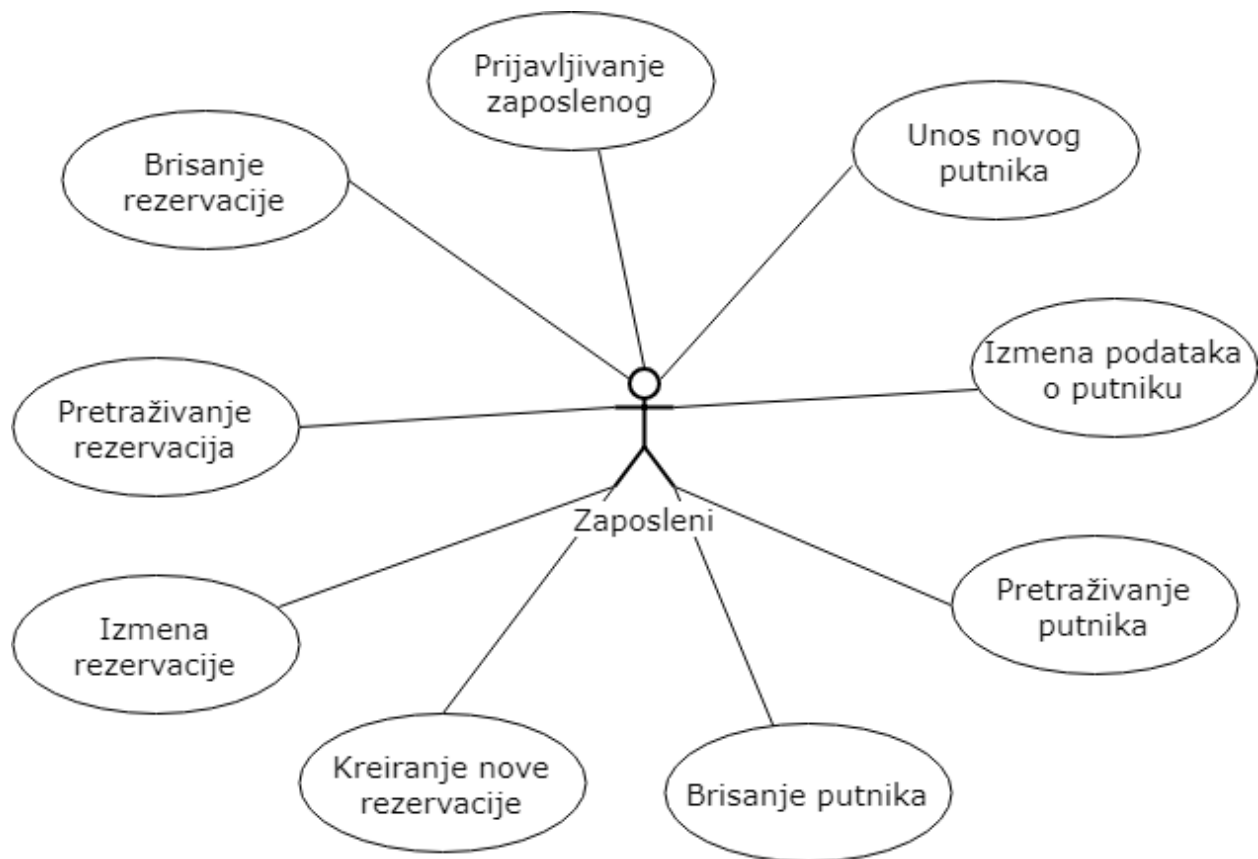 Prijavljivanje
zaposlenog
Unos novog
putnika
Brisanje
rezervacije
Izmena podataka
o putniku
Pretraživanje
rezervacija
Zaposleni
Pretraživanje
putnika
Izmena
rezervacije
Kreiranje nove
rezervacije
Brisanje putnika